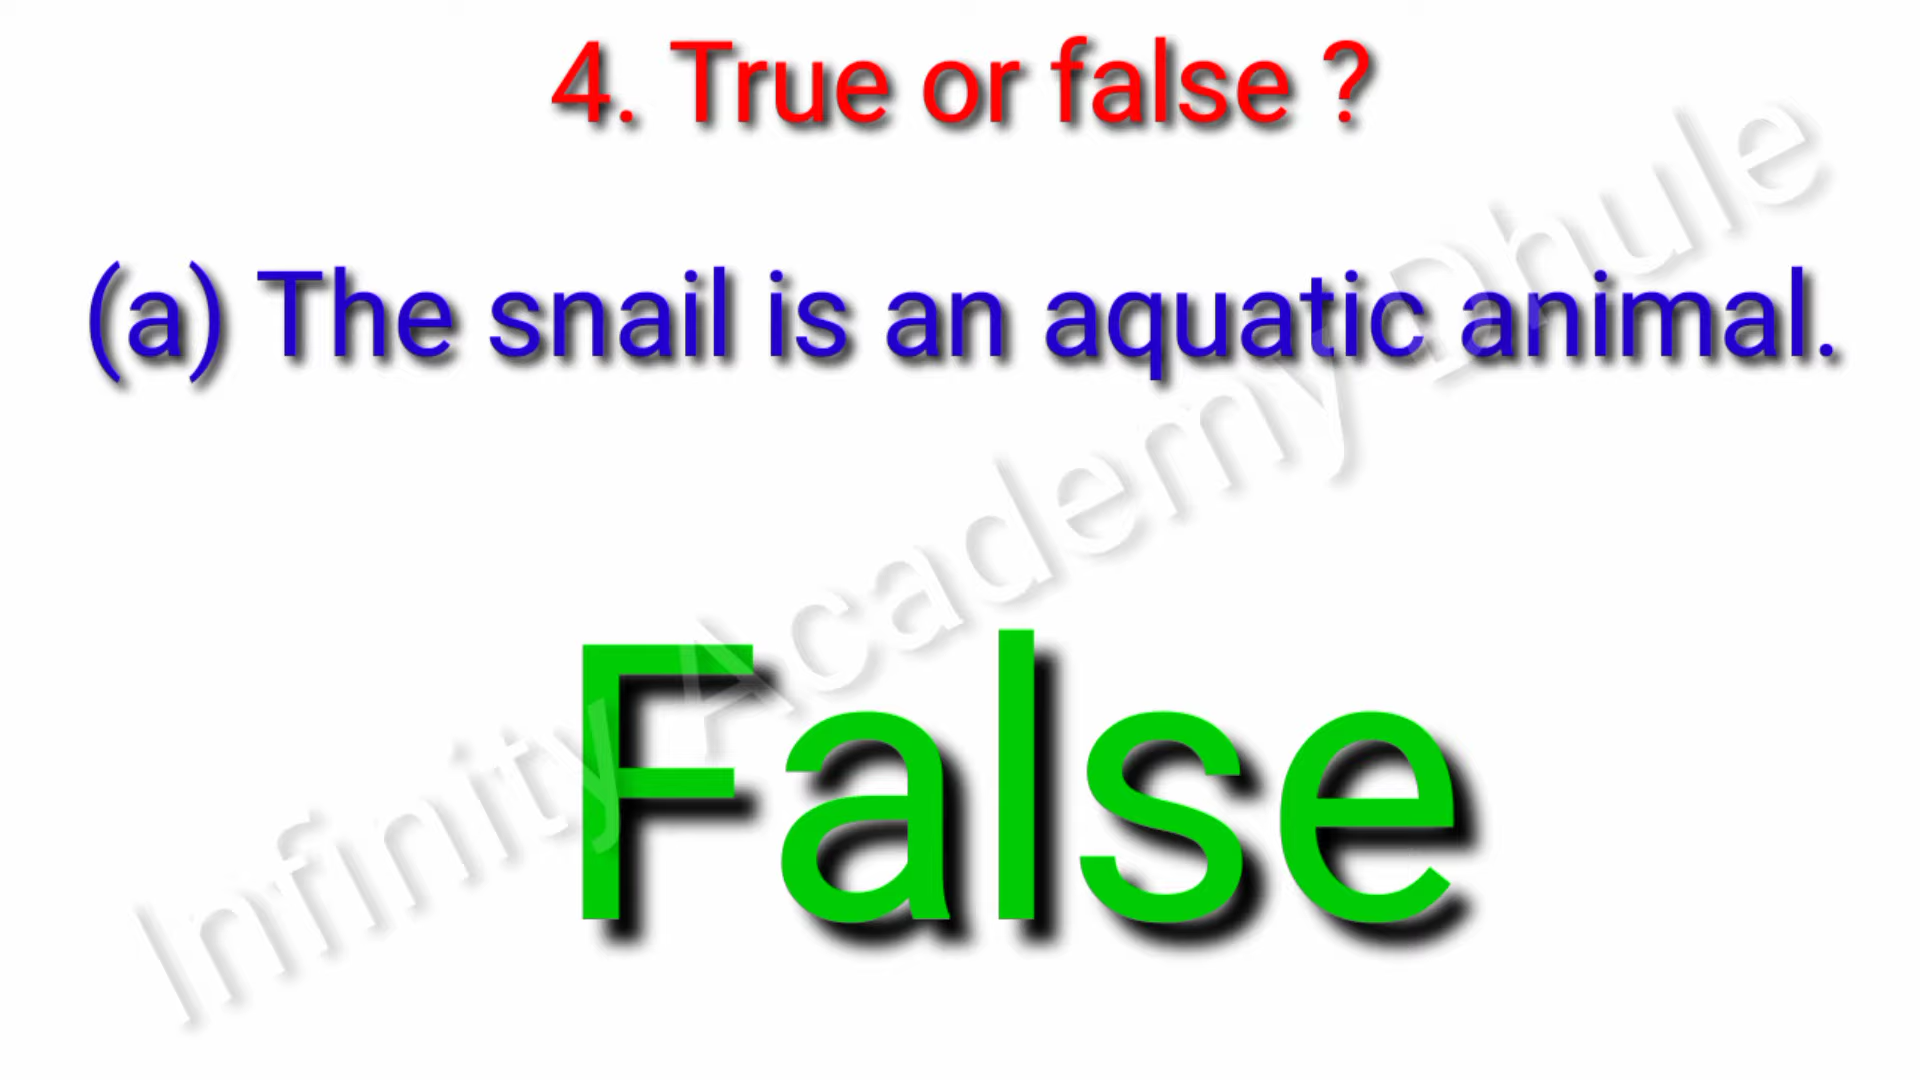 4. True or false ?
(a) The snail is an aquatic animal.
False
Infinity Academy Dhule